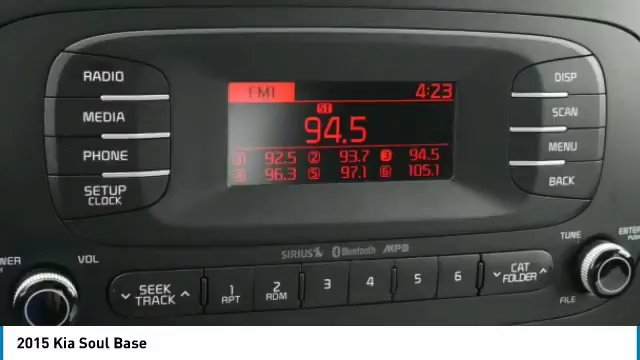 RADIO
MEDIA
PHONE
SETUP
CLOCK
FM1 4:23
ST
94.5
1 92.5 2 93.7 3 94.5
96.3 5 97.1 6 105.1
DISP
SCAN
MENU
BACK
SIRIUS Bluetooth MP3
VOL
SEEK
TRACK
1
RPT
2
RDM
3
4
5
6
CAT
FOLDER
TUNE
FILE
2015 Kia Soul Base